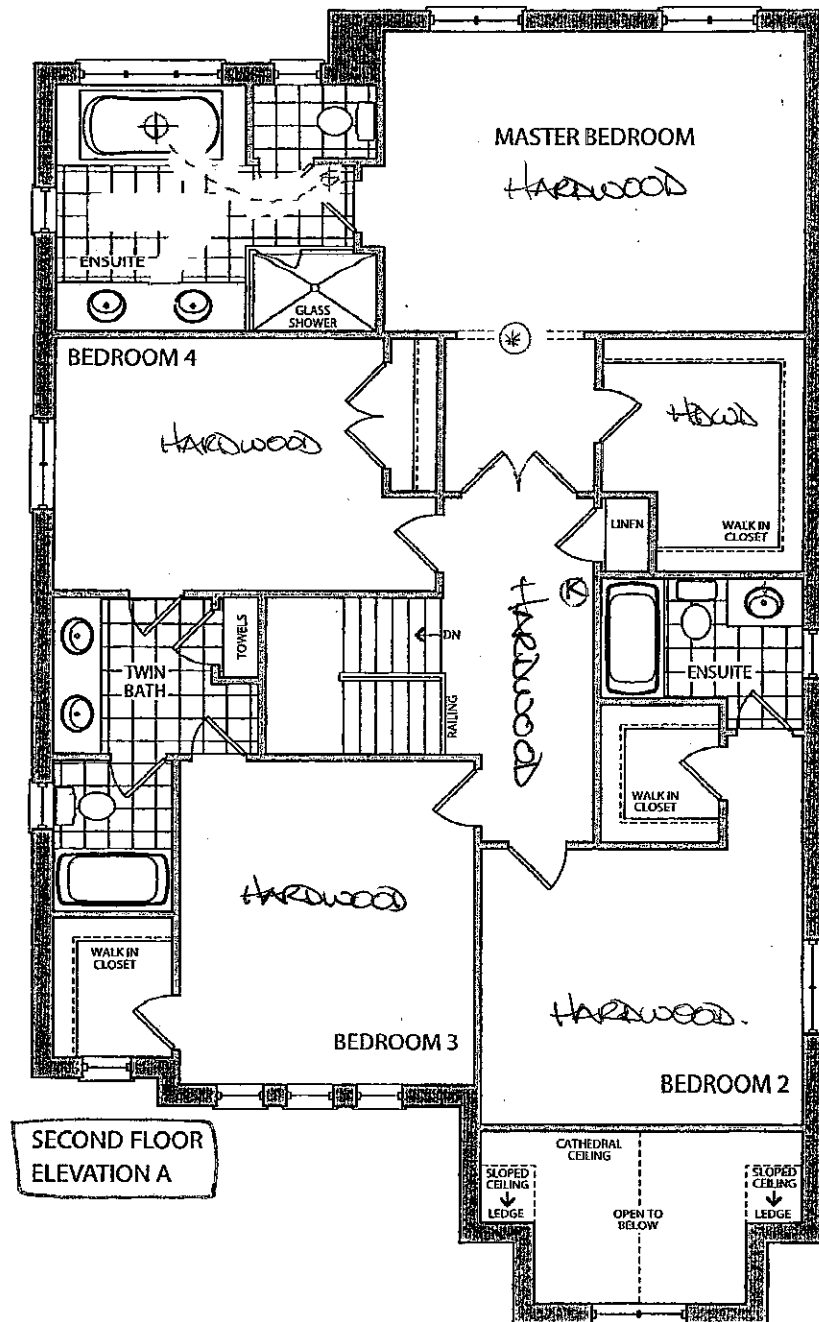 MASTER BEDROOM
HARDWOOD
ENSUITE
GLASS
SHOWER
BEDROOM 4
HARDWOOD
HDWD
WALK IN
CLOSET
LINEN
K
HARDWOOD
TOWELS
DN
RAILING
TWIN
BATH
ENSUITE
WALK IN
CLOSET
HARDWOOD
WALK IN
CLOSET
BEDROOM 3
HARDWOOD.
BEDROOM 2
SECOND FLOOR
ELEVATION A
CATHEDRAL
CEILING
SLOPED
CEILING
LEDGE
OPEN TO
BELOW
SLOPED
CEILING
LEDGE